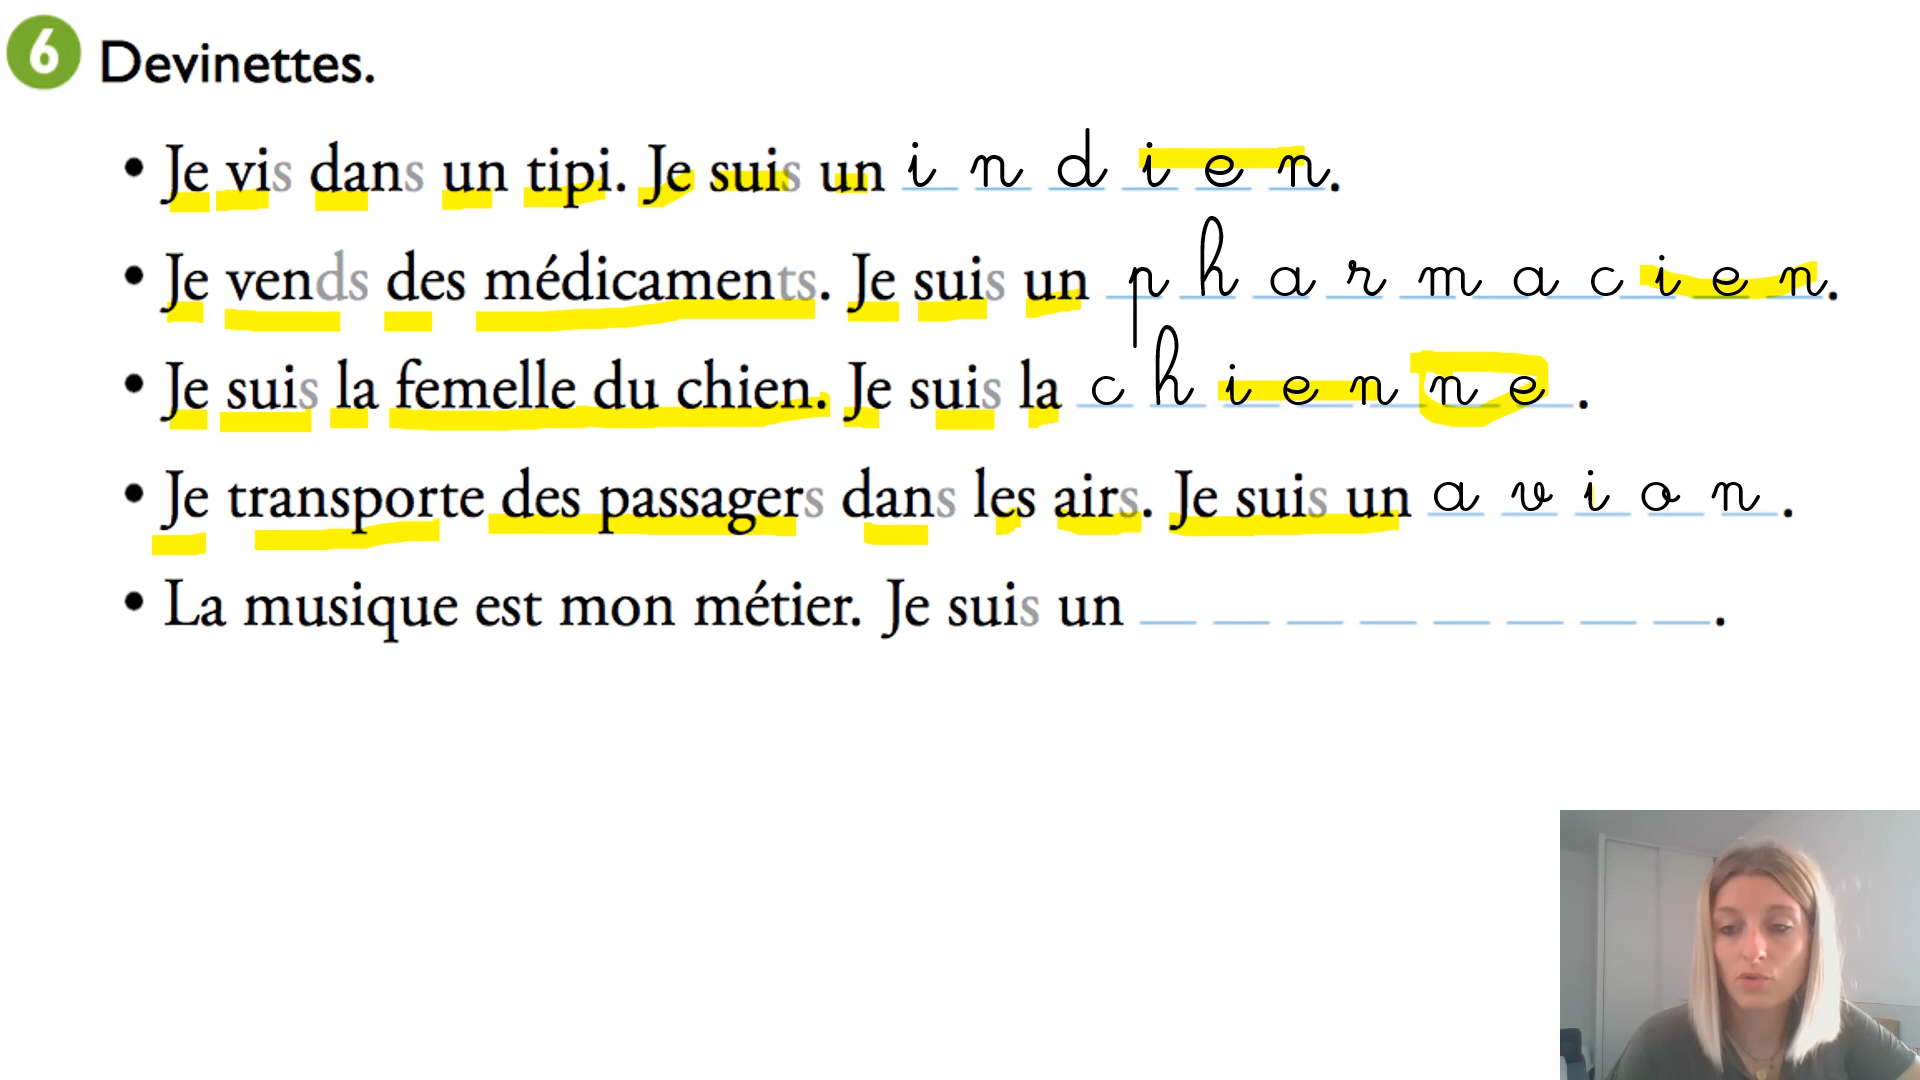 6 Devinettes.
• Je vis dans un tipi. Je suis un indien.
• Je vends des médicaments. Je suis un pharmacien.
• Je suis la femelle du chien. Je suis la chienne.
• Je transporte des passagers dans les airs. Je suis un avion.
• La musique est mon métier. Je suis un _ _ _ _ _ _ _ _.